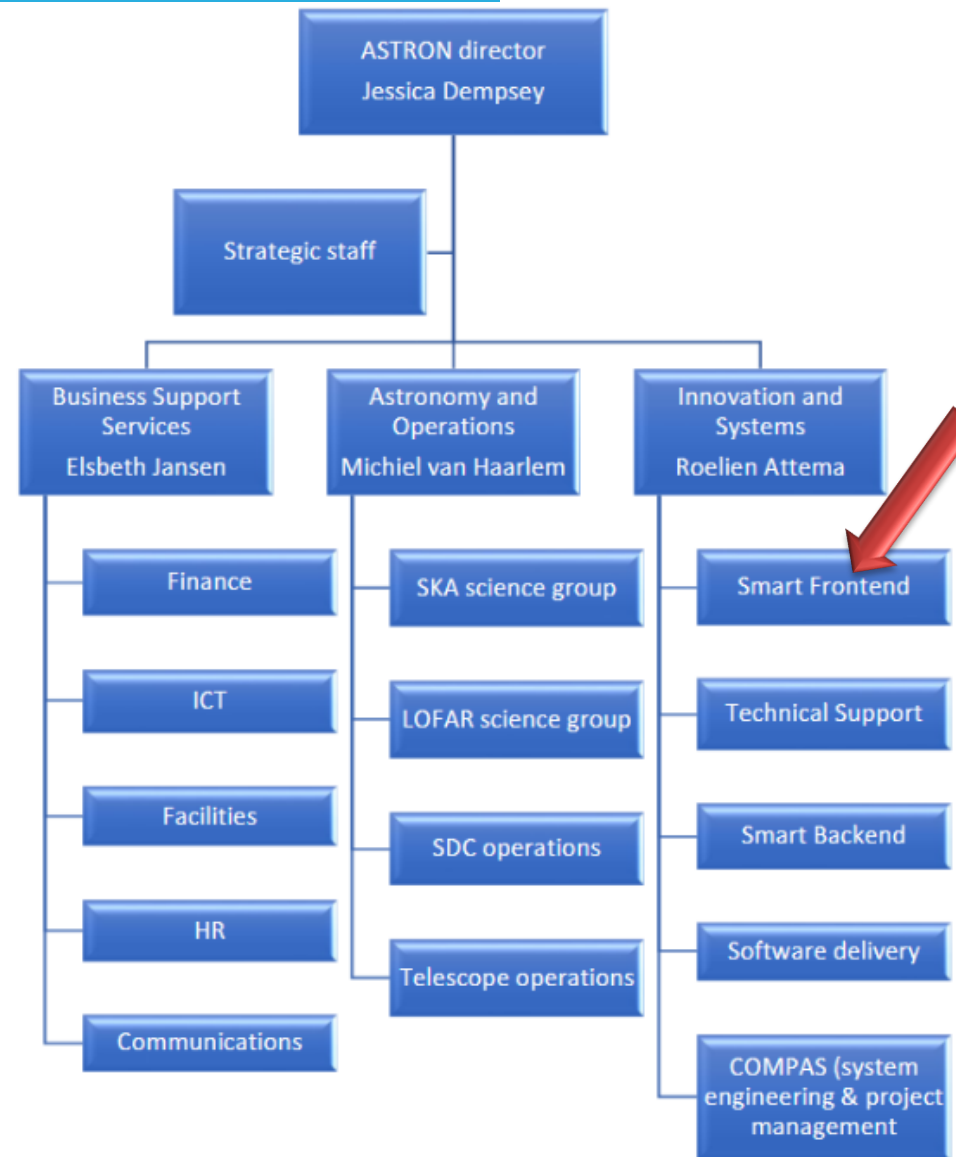 ASTRON director
Jessica Dempsey
Strategic staff
Business Support
Services
Elsbeth Jansen
Astronomy and
Operations
Michiel van Haarlem
Innovation and
Systems
Roelien Attema
Finance
ICT
Facilities
HR
Communications
SKA science group
LOFAR science group
SDC operations
Telescope operations
Smart Frontend
Technical Support
Smart Backend
Software delivery
COMPAS (system
engineering & project
management